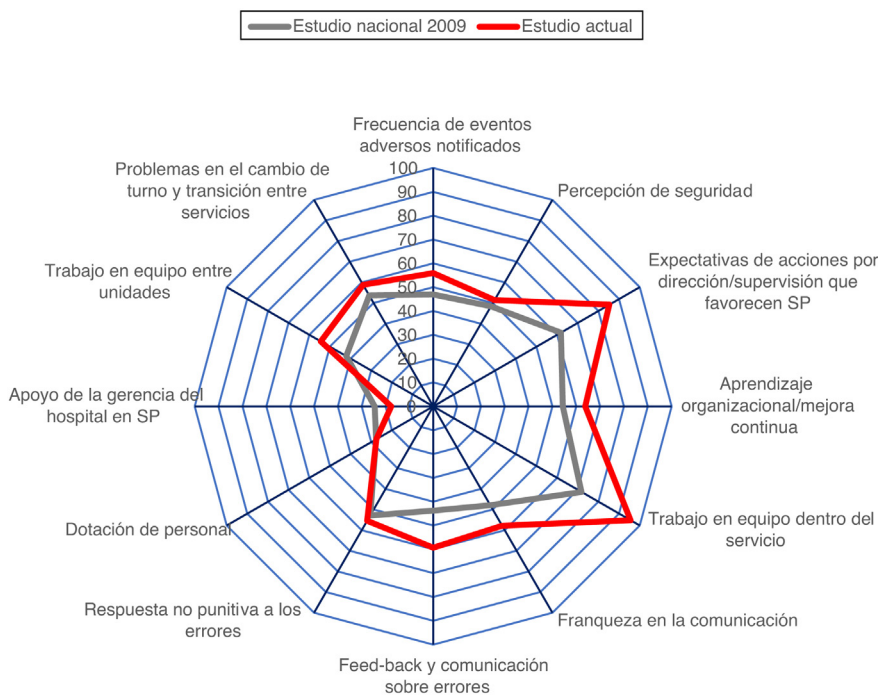 Estudio nacional 2009
Estudio actual
Frecuencia de eventos
adversos notificados
Problemas en el cambio de
turno y transición entre
servicios
Percepción de seguridad
Trabajo en equipo entre
unidades
Expectativas de acciones por
dirección/supervisión que
favorecen SP
Apoyo de la gerencia del
hospital en SP
Aprendizaje
organizacional/mejora
continua
Dotación de personal
Trabajo en equipo dentro del
servicio
Respuesta no punitiva a los
errores
Franqueza en la comunicación
Feed-back y comunicación
sobre errores
100
90
80
70
60
50
40
30
20
10
0